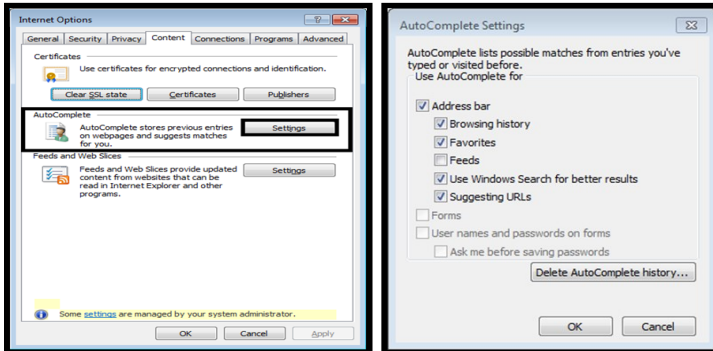 Internet Options
General Security Privacy Content Connections Programs Advanced
Certificates
Use certificates for encrypted connections and identification.
Clear SSL state Certificates Publishers
AutoComplete
AutoComplete stores previous entries
on webpages and suggests matches
for you.
Settings
Feeds and Web Slices
Feeds and Web Slices provide updated
content from websites that can be
read in Internet Explorer and other
programs.
Settings
Some settings are managed by your system administrator.
OK Cancel Apply
AutoComplete Settings
AutoComplete lists possible matches from entries you've
typed or visited before.
Use AutoComplete for
Address bar
Browsing history
Favorites
Feeds
Use Windows Search for better results
Suggesting URLs
Forms
User names and passwords on forms
Ask me before saving passwords
Delete AutoComplete history...
OK Cancel